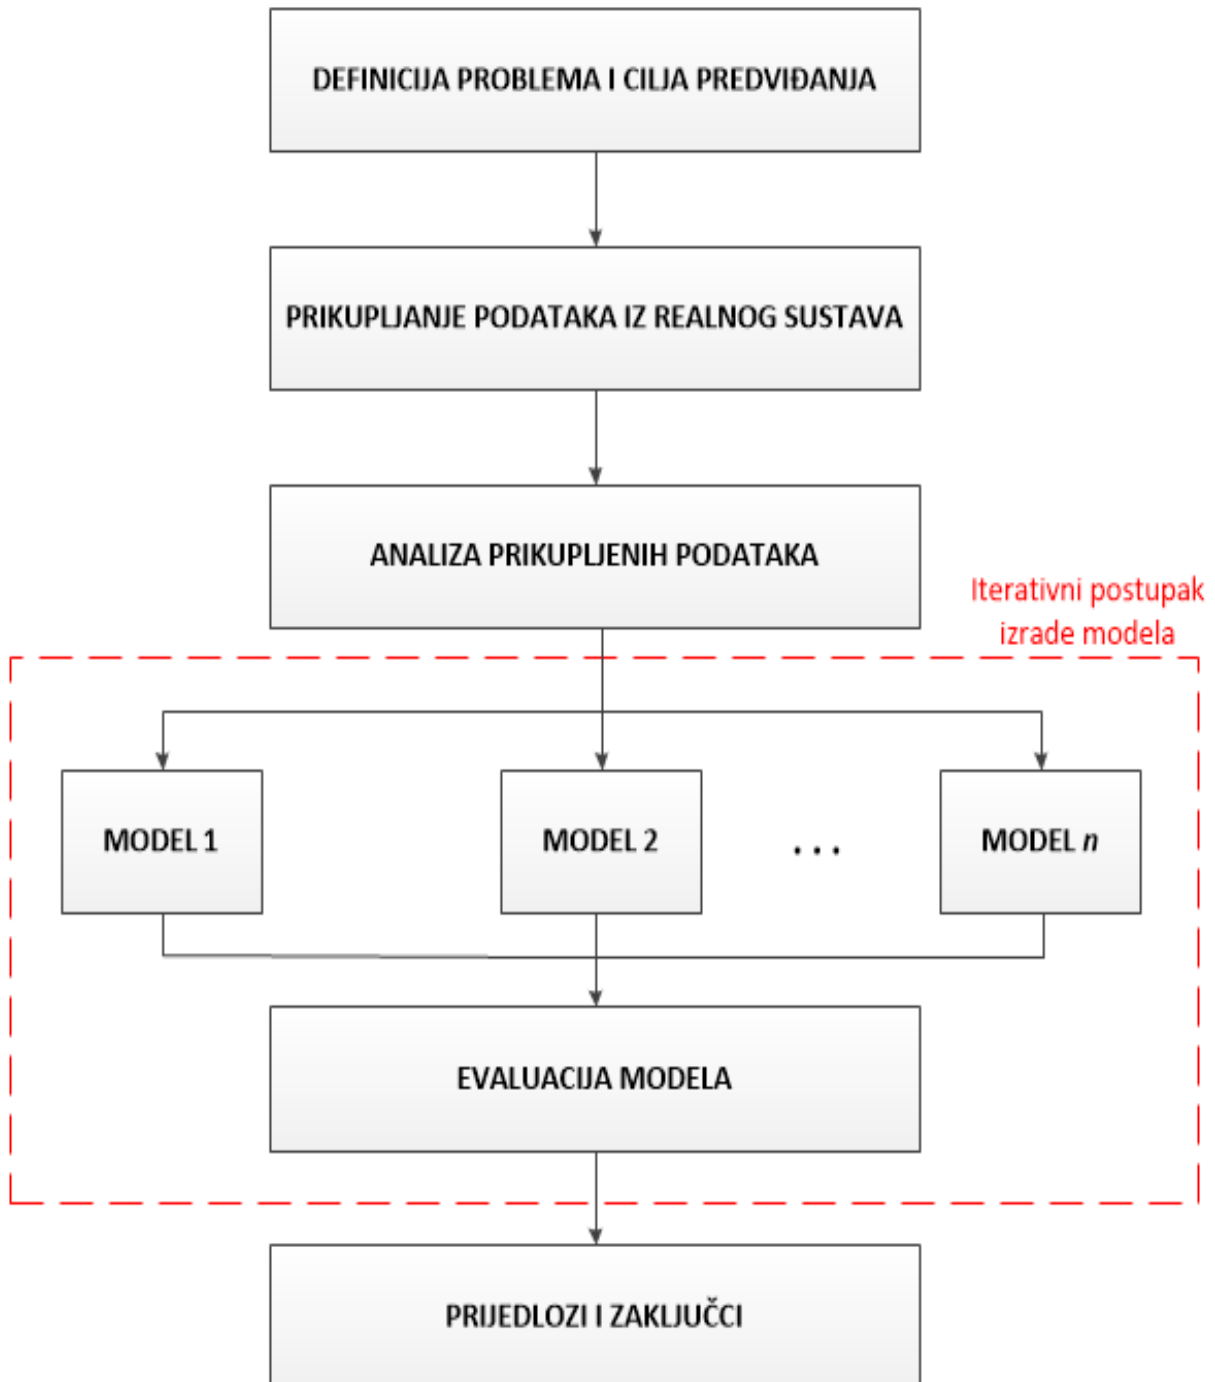 DEFINICIJA PROBLEMA I CILJA PREDVIĐANJA
PRIKUPLJANJE PODATAKA IZ REALNOG SUSTAVA
ANALIZA PRIKUPLJENIH PODATAKA
Iterativni postupak
izrade modela
MODEL 1
MODEL 2
...
MODEL n
EVALUACIJA MODELA
PRIJEDLOZI I ZAKLJUČCI